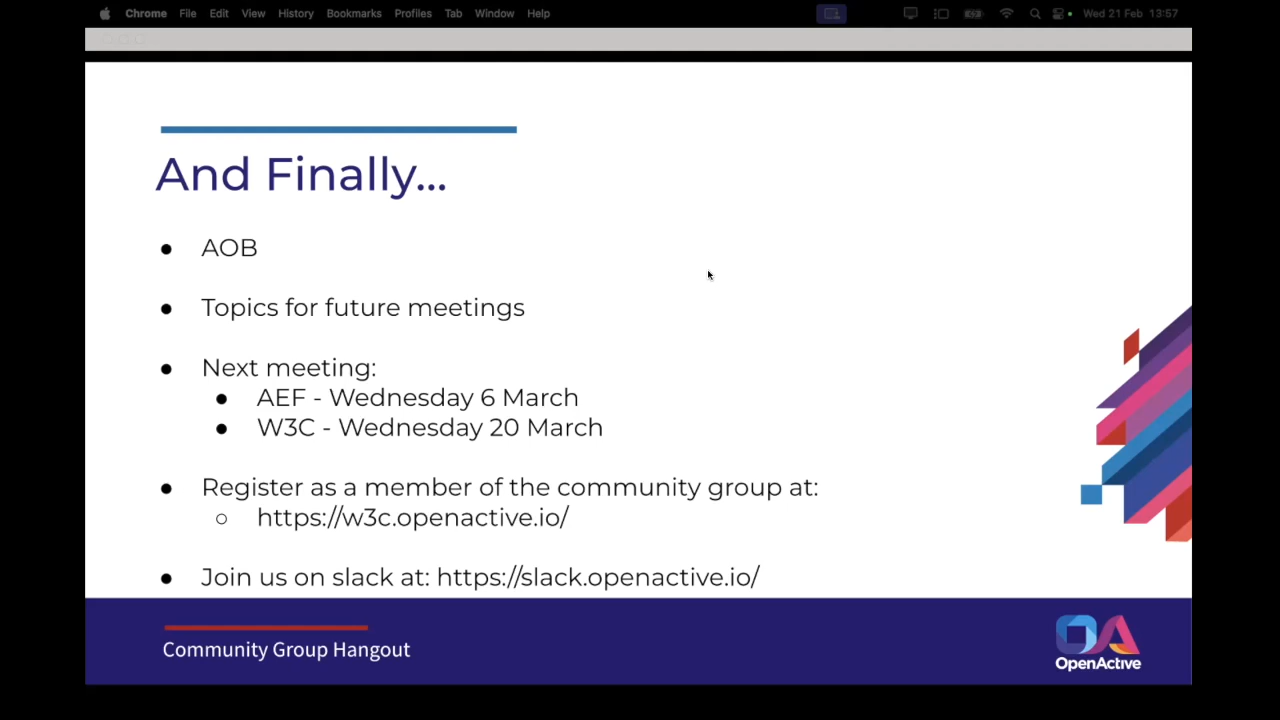 Chrome File Edit View History Bookmarks Profiles Tab Window Help Wed 21 Feb 13:57
And Finally...
● AOB
● Topics for future meetings
● Next meeting:
● AEF - Wednesday 6 March
● W3C - Wednesday 20 March
● Register as a member of the community group at:
○ https://w3c.openactive.io/
● Join us on slack at: https://slack.openactive.io/
Community Group Hangout
OA
OpenActive